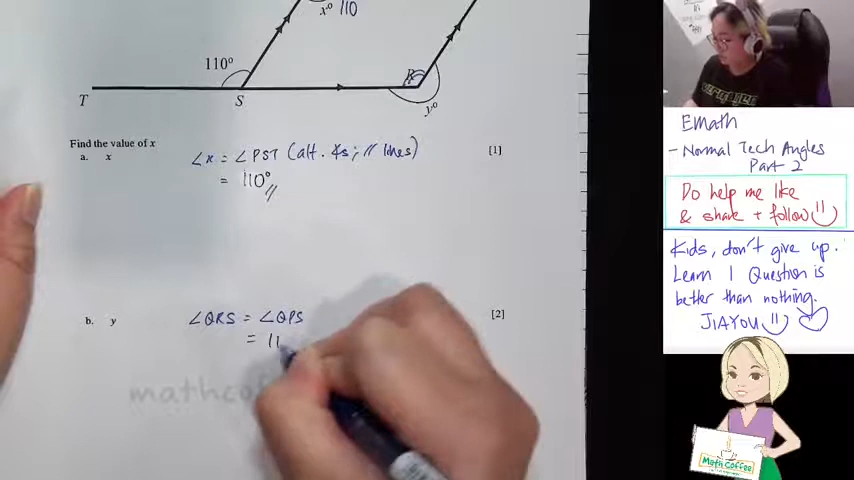 x° 110
110°
T
S
R
y°
Find the value of x
a. x
∠x = ∠PST (alt. ∠s; // lines)
= 110°
[1]
b. y
∠QRS = ∠QPS
= 11
[2]
mathcof
EMath
- Normal Tech Angles
Part 2
Do help me like
& share + follow
Kids, don't give up.
Learn 1 Question is
better than nothing.
JIAYOU
Math Coffee